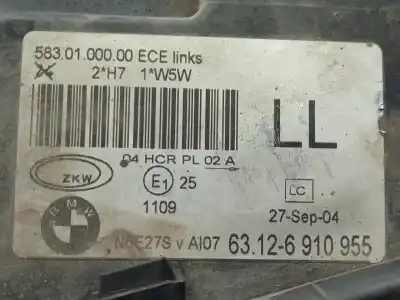 583.01.000.00 ECE links
2*H7 1*W5W
LL
04 HCR PL 02 A
ZKW
E1 25
LC
1109
27-Sep-04
BMW
v AI07 63.12-6 910 955